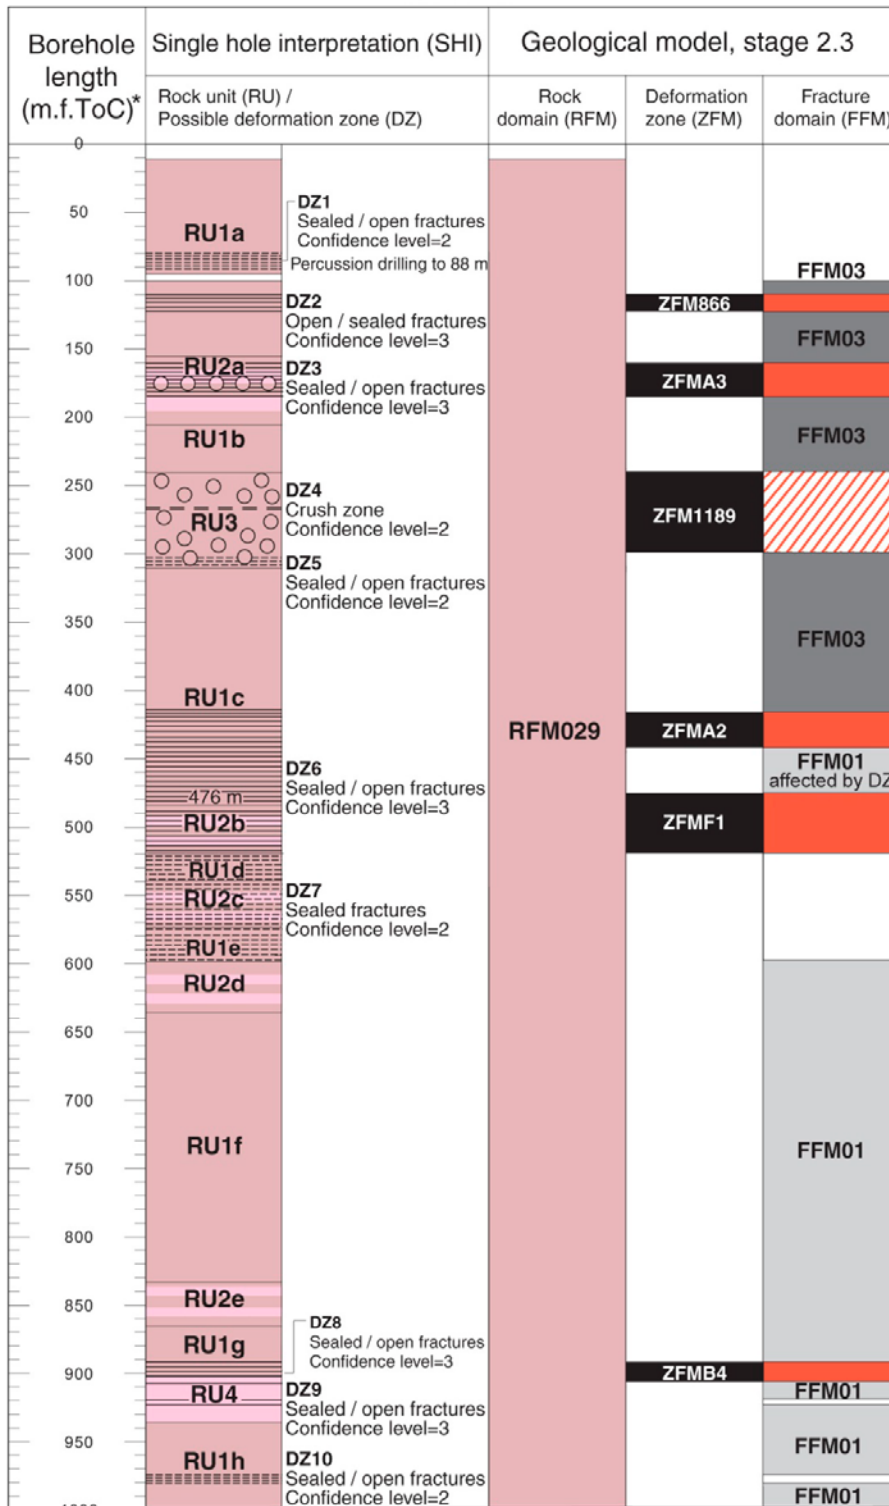 Borehole
length
(m.f.ToC)*
Single hole interpretation (SHI)
Geological model, stage 2.3
Rock unit (RU) /
Possible deformation zone (DZ)
Rock
domain (RFM)
Deformation
zone (ZFM)
Fracture
domain (FFM)
0
50
100
150
200
250
300
350
400
450
500
550
600
650
700
750
800
850
900
950
RU1a
RU2a
RU1b
RU3
RU1c
476 m
RU2b
RU1d
RU2c
RU1e
RU2d
RU1f
RU2e
RU1g
RU4
RU1h
DZ1
Sealed / open fractures
Confidence level=2
Percussion drilling to 88 m
DZ2
Open / sealed fractures
Confidence level=3
DZ3
Sealed / open fractures
Confidence level=3
DZ4
Crush zone
Confidence level=2
DZ5
Sealed / open fractures
Confidence level=2
DZ6
Sealed / open fractures
Confidence level=3
DZ7
Sealed fractures
Confidence level=2
DZ8
Sealed / open fractures
Confidence level=3
DZ9
Sealed / open fractures
Confidence level=3
DZ10
Sealed / open fractures
Confidence level=2
RFM029
ZFM866
ZFMA3
ZFM1189
ZFMA2
ZFMF1
ZFMB4
FFM03
FFM03
FFM03
FFM03
FFM01
affected by DZ
FFM01
FFM01
FFM01
FFM01